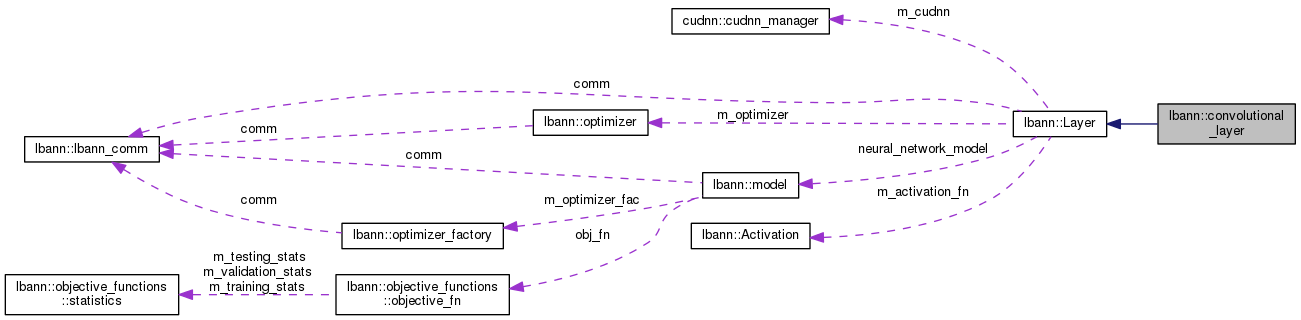 m_cudnn
cudnn::cudnn_manager
comm
lbann::optimizer
m_optimizer
lbann::Layer
lbann::convolutional
_layer
comm
lbann::lbann_comm
comm
neural_network_model
lbann::model
m_activation_fn
comm
m_optimizer_fac
lbann::optimizer_factory
obj_fn
lbann::Activation
m_testing_stats
m_validation_stats
m_training_stats
lbann::objective_functions
::statistics
lbann::objective_functions
::objective_fn